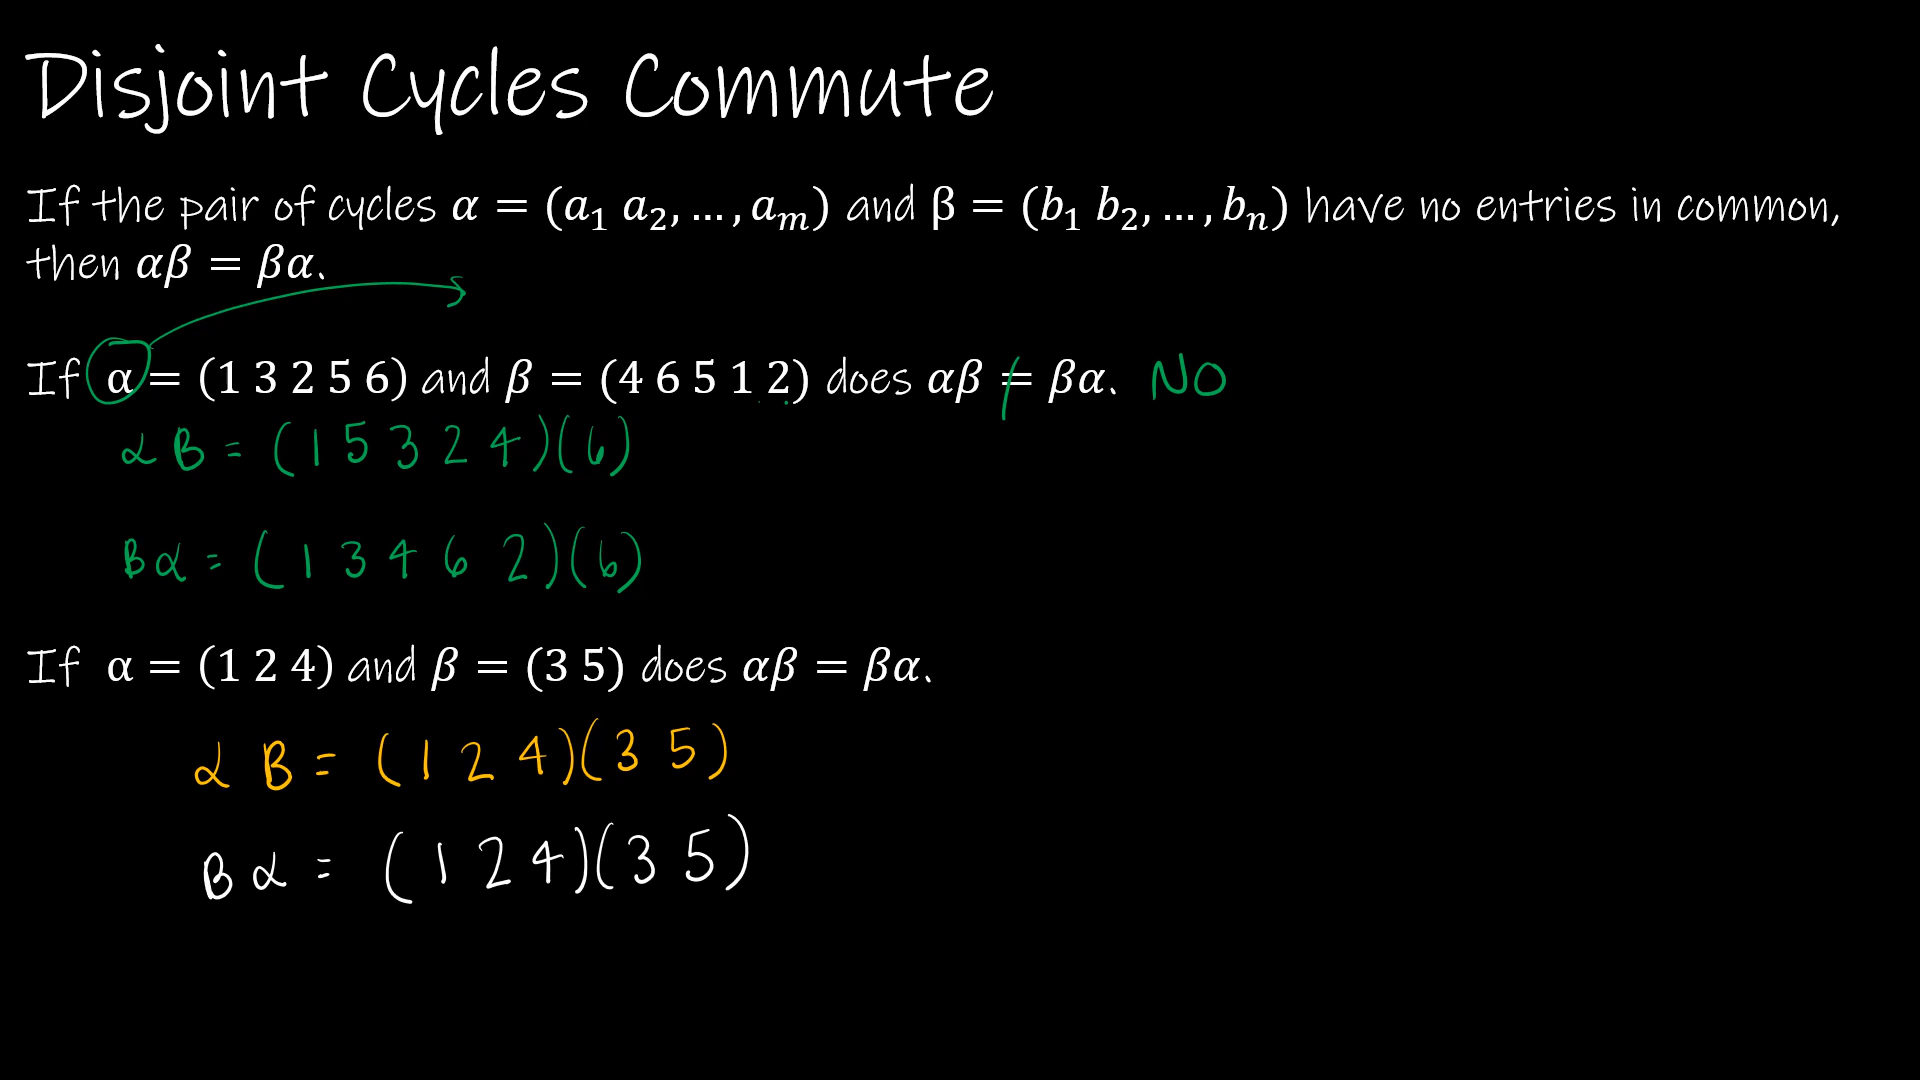 Disjoint Cycles Commute
If the pair of cycles α = (a₁ a₂, … , aₘ) and β = (b₁ b₂, … , bₙ) have no entries in common,
then αβ = βα.
If α = (1 3 2 5 6) and β = (4 6 5 1 2) does αβ ≠ βα. NO
αB = (1 5 3 2 4)(6)
Bα = (1 3 4 6 2)(6)
If α = (1 2 4) and β = (3 5) does αβ = βα.
αB = (1 2 4)(3 5)
Bα = (1 2 4)(3 5)